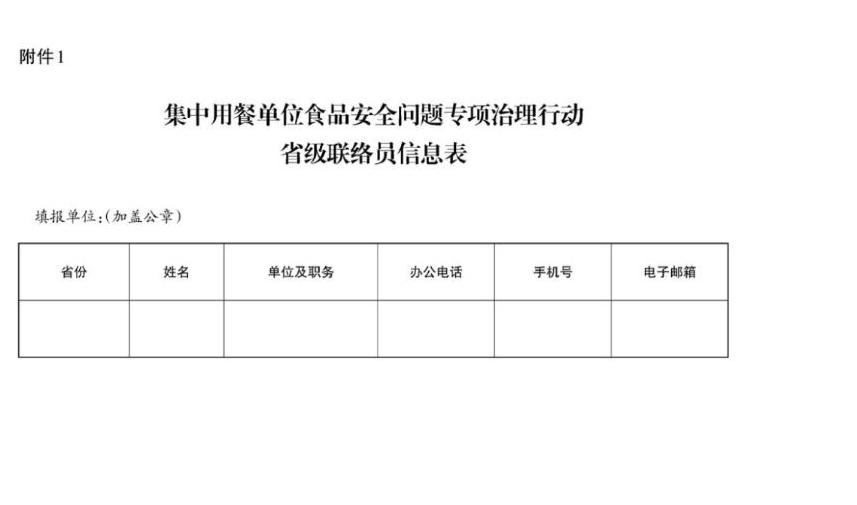 附件1
集中用餐单位食品安全问题专项治理行动
省级联络员信息表
填报单位:(加盖公章)
省份 姓名 单位及职务 办公电话 手机号 电子邮箱